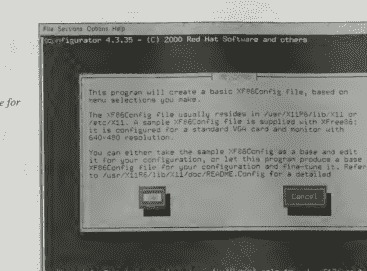 e for
File Sections Options Help
Xconfigurator 4.3.35 - (C) 2000 Red Hat Software and others
This program will create a basic XF86Config file, based on
menu selections you make.
The XF86Config file usually resides in /usr/X11R6/lib/X11 or
/etc/X11. A sample XF86Config file is supplied with XFree86;
it is configured for a standard VGA card and monitor with
640-480 resolution.
You can either take the sample XF86Config as a base and edit
it for your configuration, or let this program produce a base
XF86Config file for your configuration and fine-tune it. Refer
to /usr/X11R6/lib/X11/doc/README.Config for a detailed
Cancel